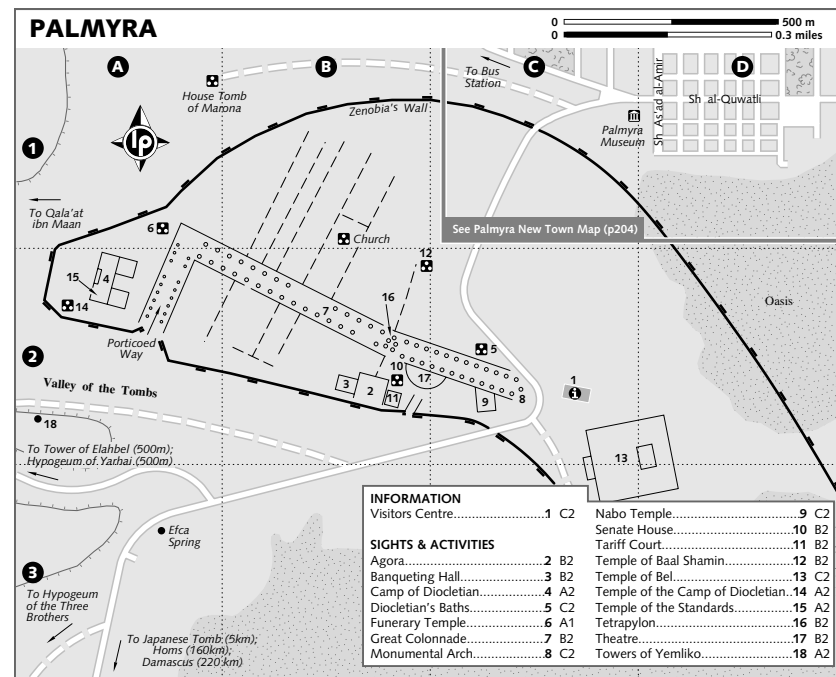 PALMYRA
0 500 m
0 0.3 miles
A
B
C
D
To Bus
Station
House Tomb
of Marona
Zenobia's Wall
Sh As'ad al-Amir
Sh al-Quwatli
Palmyra
Museum
lp
1
To Qala'at
ibn Maan
6
Church
See Palmyra New Town Map (p204)
12
15
4
14
16
7
Oasis
Porticoed
Way
2
10
5
17
1
3
2
11
9
8
Valley of the Tombs
18
13
To Tower of Elahbel (500m);
Hypogeum of Yarhai (500m)
Efca
Spring
3
To Hypogeum
of the Three
Brothers
To Japanese Tomb (5km);
Homs (160km);
Damascus (220 km)
INFORMATION
Visitors Centre............................1 C2
SIGHTS & ACTIVITIES
Agora.............................................2 B2
Banqueting Hall..........................3 B2
Camp of Diocletian....................4 A2
Diocletian's Baths.......................5 C2
Funerary Temple.........................6 A1
Great Colonnade........................7 B2
Monumental Arch......................8 C2
Nabo Temple...................................9 C2
Senate House.................................10 B2
Tariff Court.....................................11 B2
Temple of Baal Shamin................12 B2
Temple of Bel.................................13 C2
Temple of the Camp of Diocletian..14 A2
Temple of the Standards..............15 A2
Tetrapylon.......................................16 B2
Theatre............................................17 B2
Towers of Yemliko........................18 A2